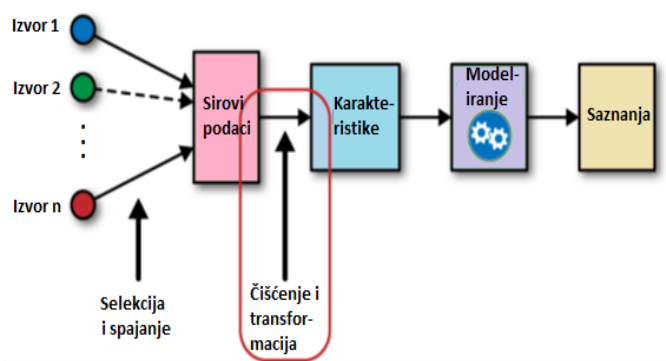 Izvor 1
Izvor 2
Izvor n
Sirovi
podaci
Karakte-
ristike
Model-
iranje
Saznanja
Selekcija
i spajanje
Čišćenje i
transfor-
macija